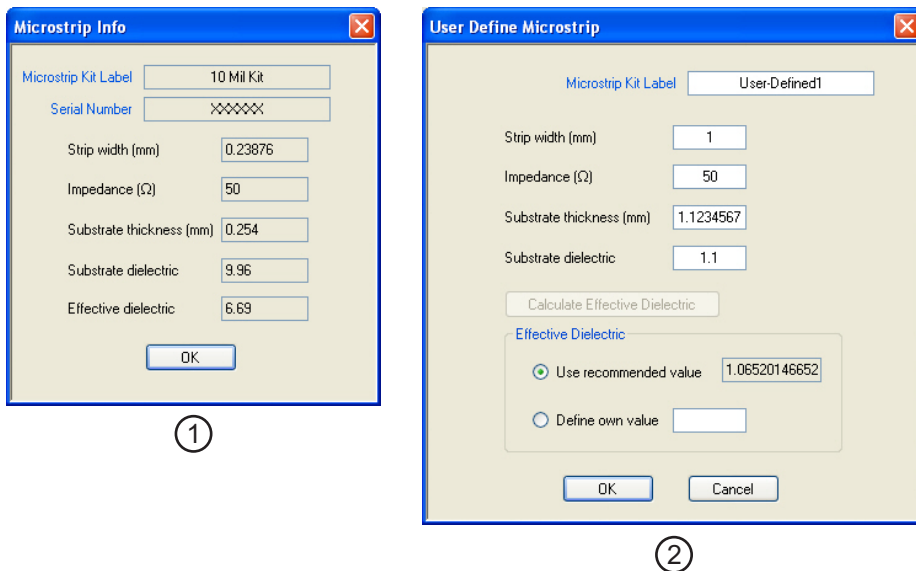 Microstrip Info
Microstrip Kit Label 10 Mil Kit
Serial Number XXXXXX
Strip width (mm) 0.23876
Impedance (Ω) 50
Substrate thickness (mm) 0.254
Substrate dielectric 9.96
Effective dielectric 6.69
OK
1
User Define Microstrip
Microstrip Kit Label User-Defined1
Strip width (mm) 1
Impedance (Ω) 50
Substrate thickness (mm) 1.1234567
Substrate dielectric 1.1
Calculate Effective Dielectric
Effective Dielectric
Use recommended value 1.06520146652
Define own value
OK Cancel
2